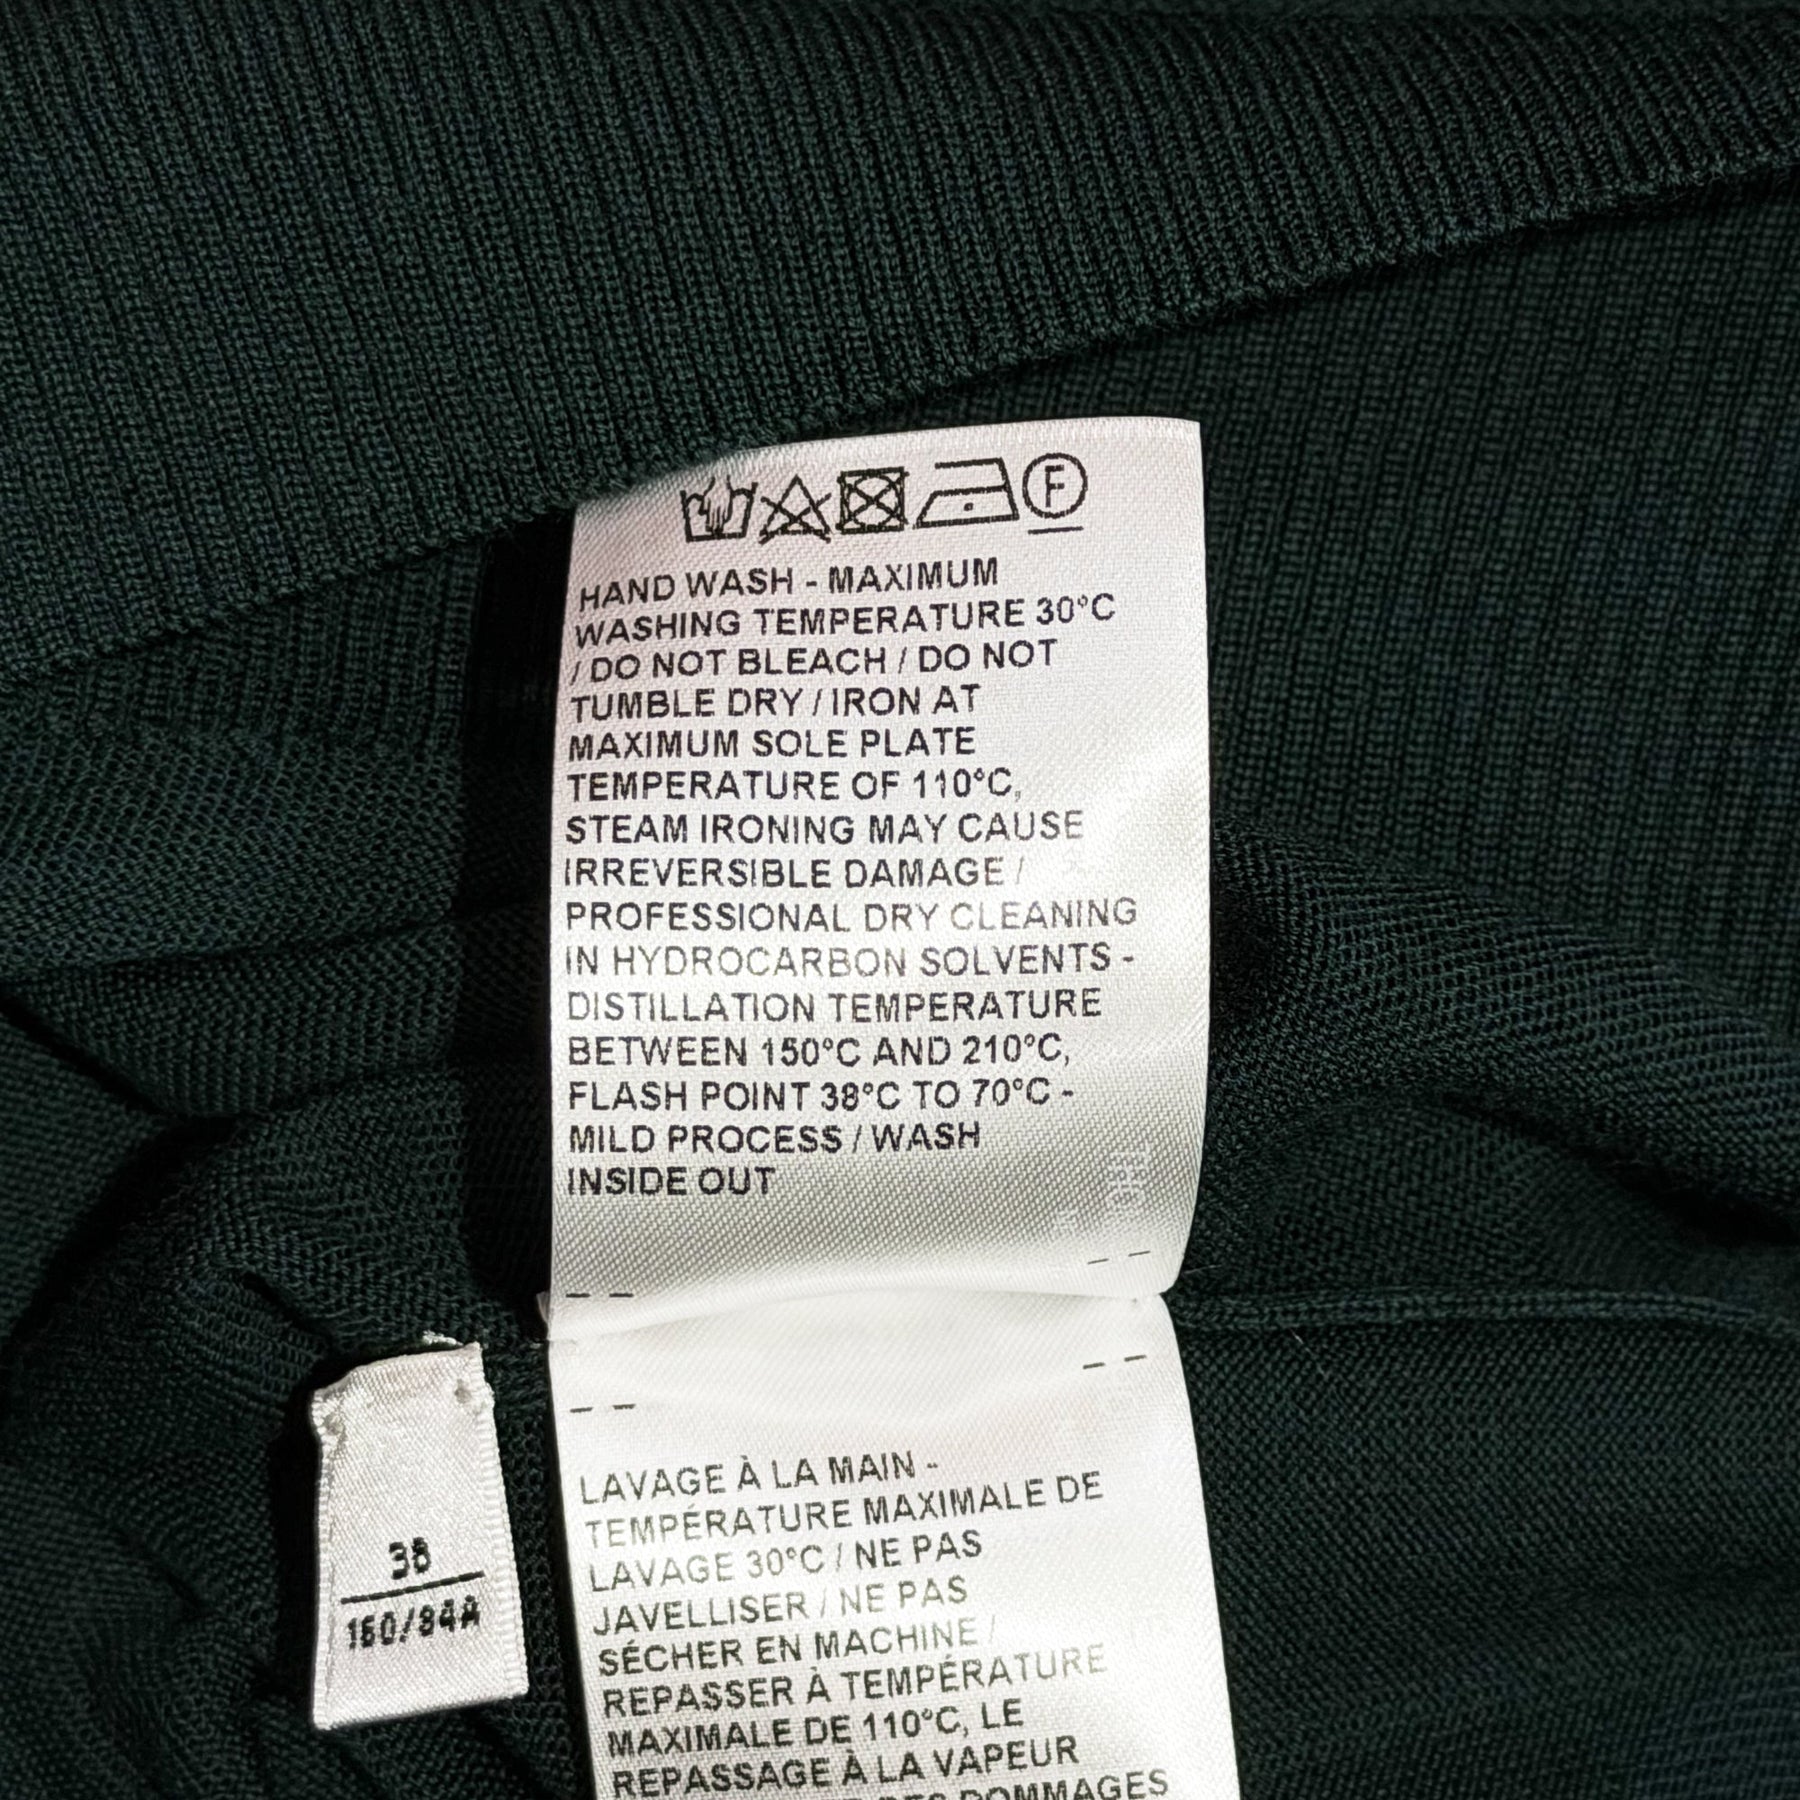 F
HAND WASH - MAXIMUM
WASHING TEMPERATURE 30°C
/ DO NOT BLEACH / DO NOT
TUMBLE DRY / IRON AT
MAXIMUM SOLE PLATE
TEMPERATURE OF 110°C,
STEAM IRONING MAY CAUSE
IRREVERSIBLE DAMAGE /
PROFESSIONAL DRY CLEANING
IN HYDROCARBON SOLVENTS -
DISTILLATION TEMPERATURE
BETWEEN 150°C AND 210°C,
FLASH POINT 38°C TO 70°C -
MILD PROCESS / WASH
INSIDE OUT
LAVAGE À LA MAIN -
TEMPÉRATURE MAXIMALE DE
LAVAGE 30°C / NE PAS
JAVELLISER / NE PAS
SÉCHER EN MACHINE /
REPASSER À TEMPÉRATURE
MAXIMALE DE 110°C, LE
REPASSAGE À LA VAPEUR
DES DOMMAGES
38
160/84A